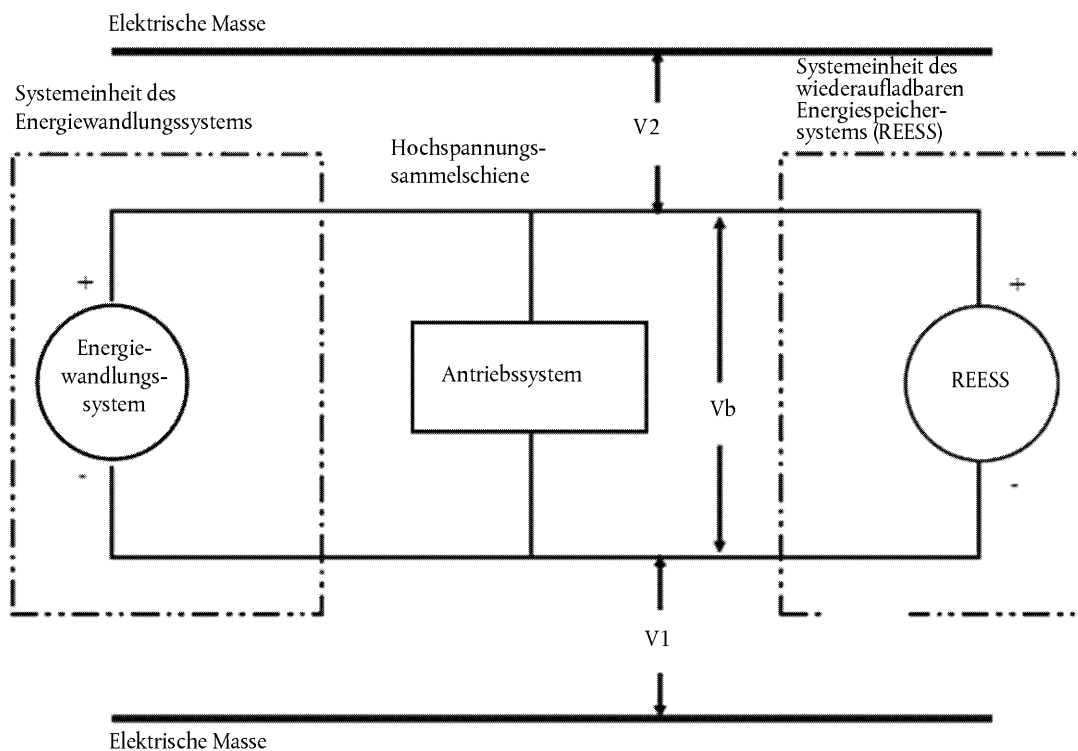 Elektrische Masse
Systemeinheit des
Energiewandlungssystems
Systemeinheit des
wiederaufladbaren
Energiespeicher-
systems (REESS)
V2
Hochspannungs-
sammelschiene
+
+
Energie-
wandlungs-
system
Antriebssystem
REESS
Vb
-
-
V1
Elektrische Masse